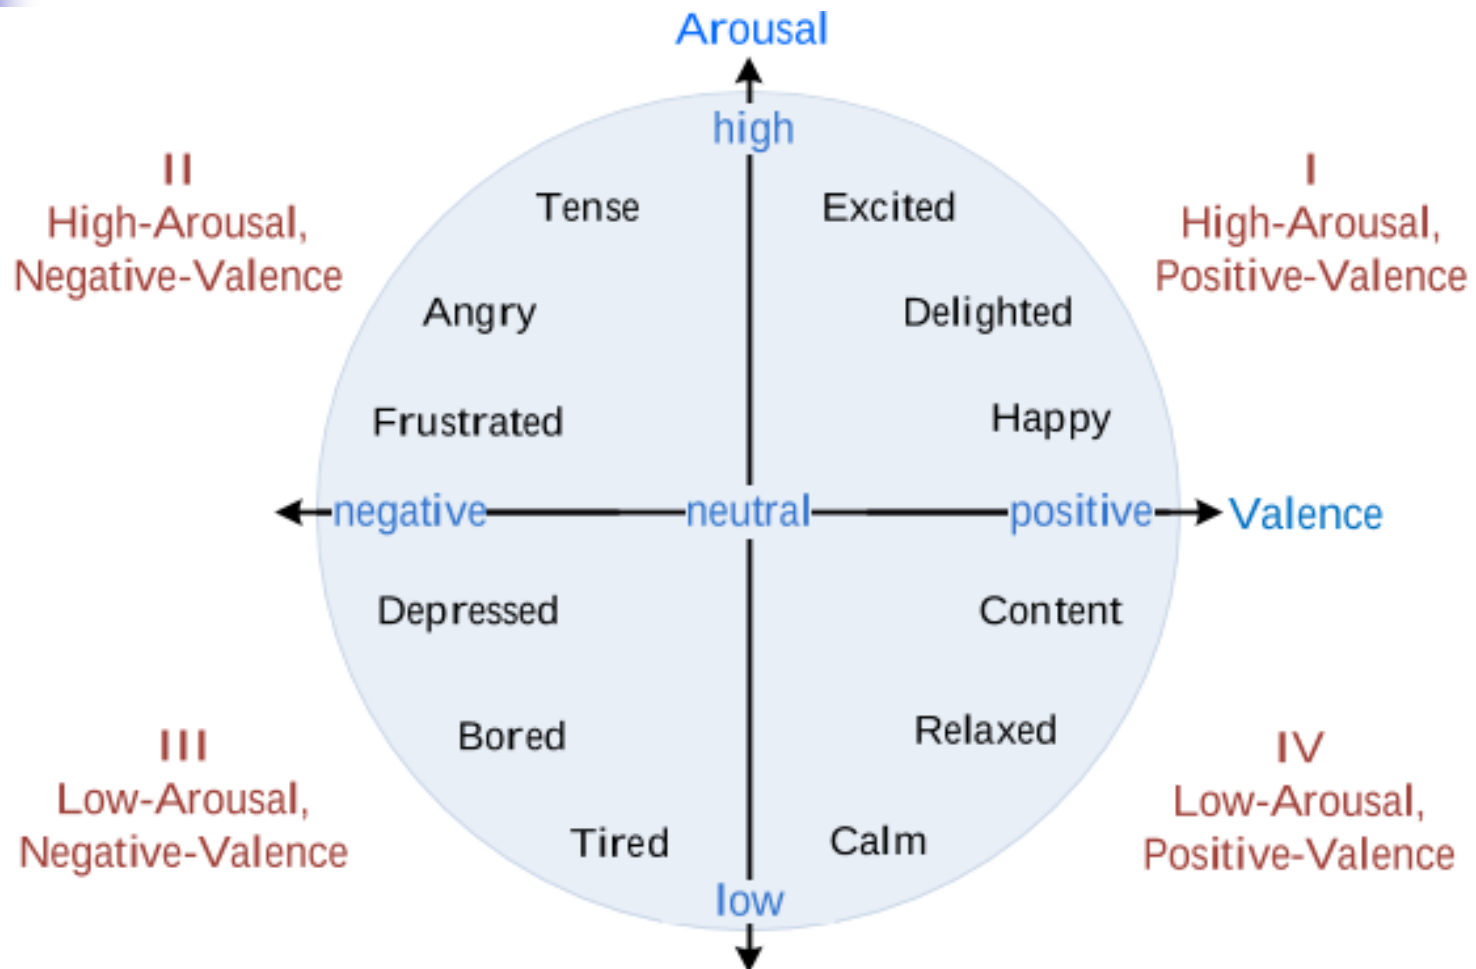 Arousal
high
II
High-Arousal,
Negative-Valence
I
High-Arousal,
Positive-Valence
Tense
Excited
Angry
Delighted
Frustrated
Happy
negative
neutral
positive
Valence
Depressed
Content
Bored
Relaxed
III
Low-Arousal,
Negative-Valence
IV
Low-Arousal,
Positive-Valence
Tired
Calm
low